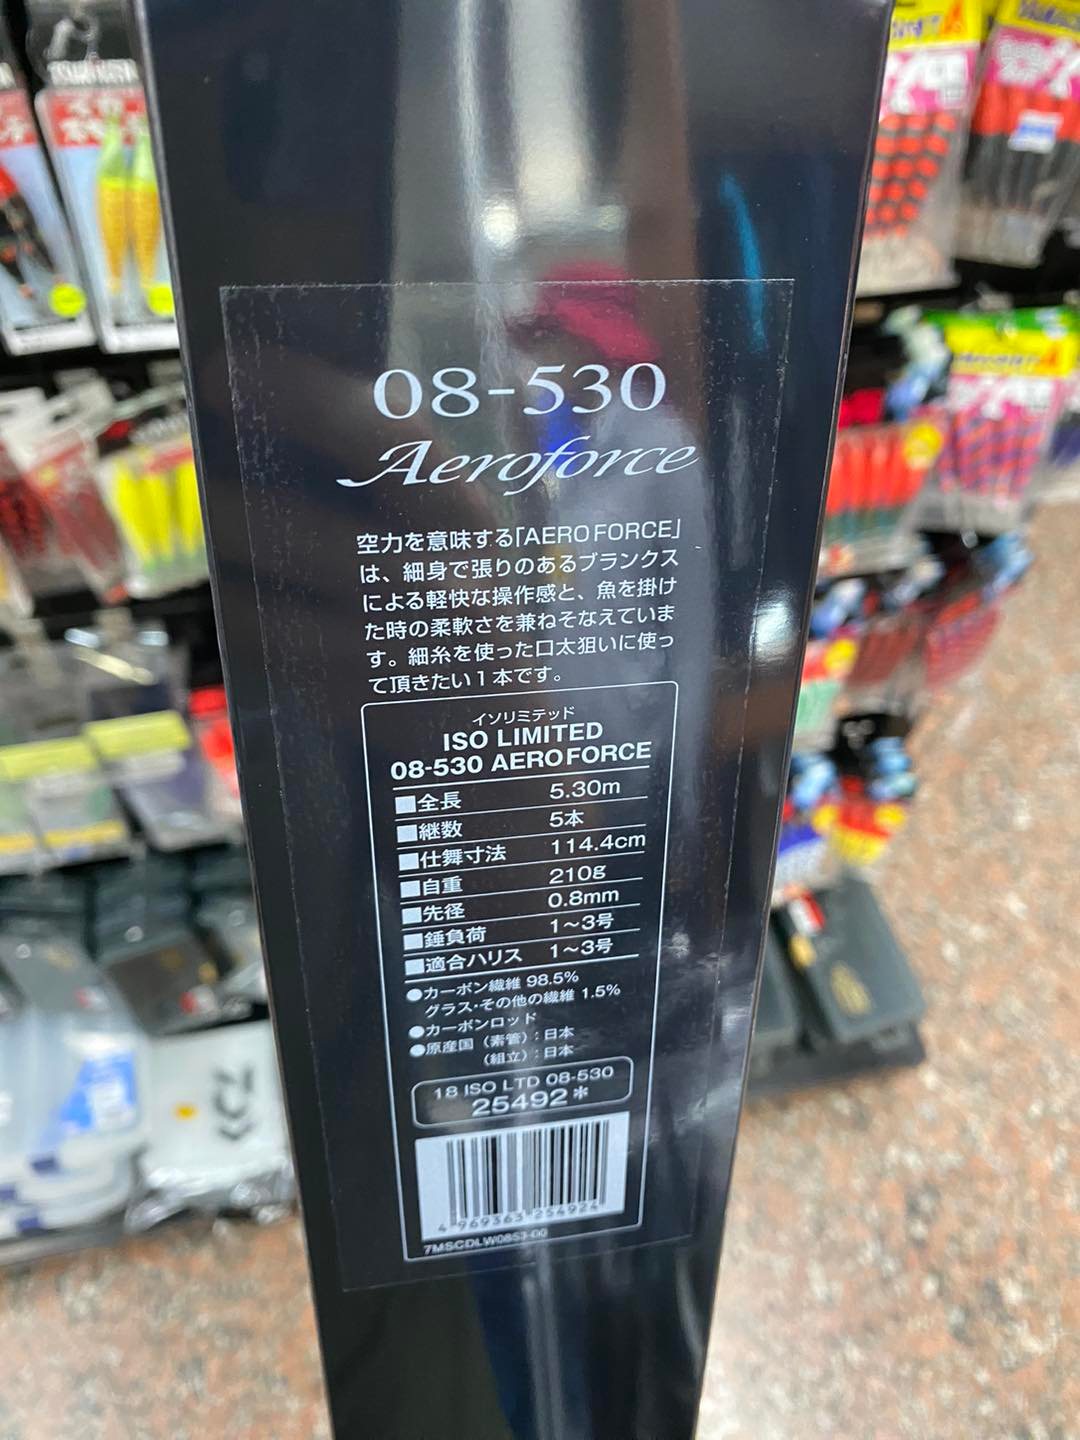 08-530
Aeroforce
空力を意味する「AERO FORCE」
は、細身で張りのあるブランクス
による軽快な操作感と、魚を掛け
た時の柔軟さを兼ねそなえていま
す。細糸を使った口太狙いに使っ
て頂きたい1本です。
イソリミテッド
ISO LIMITED
08-530 AERO FORCE
■全長 5.30m
■継数 5本
■仕舞寸法 114.4cm
■自重 210g
■先径 0.8mm
■錘負荷 1～3号
■適合ハリス 1～3号
●カーボン繊維 98.5%
グラス・その他の繊維 1.5%
●カーボンロッド
●原産国（素管）：日本
（組立）：日本
18 ISO LTD 08-530
25492*
4 969363 254924
7MSCDLW0853-00